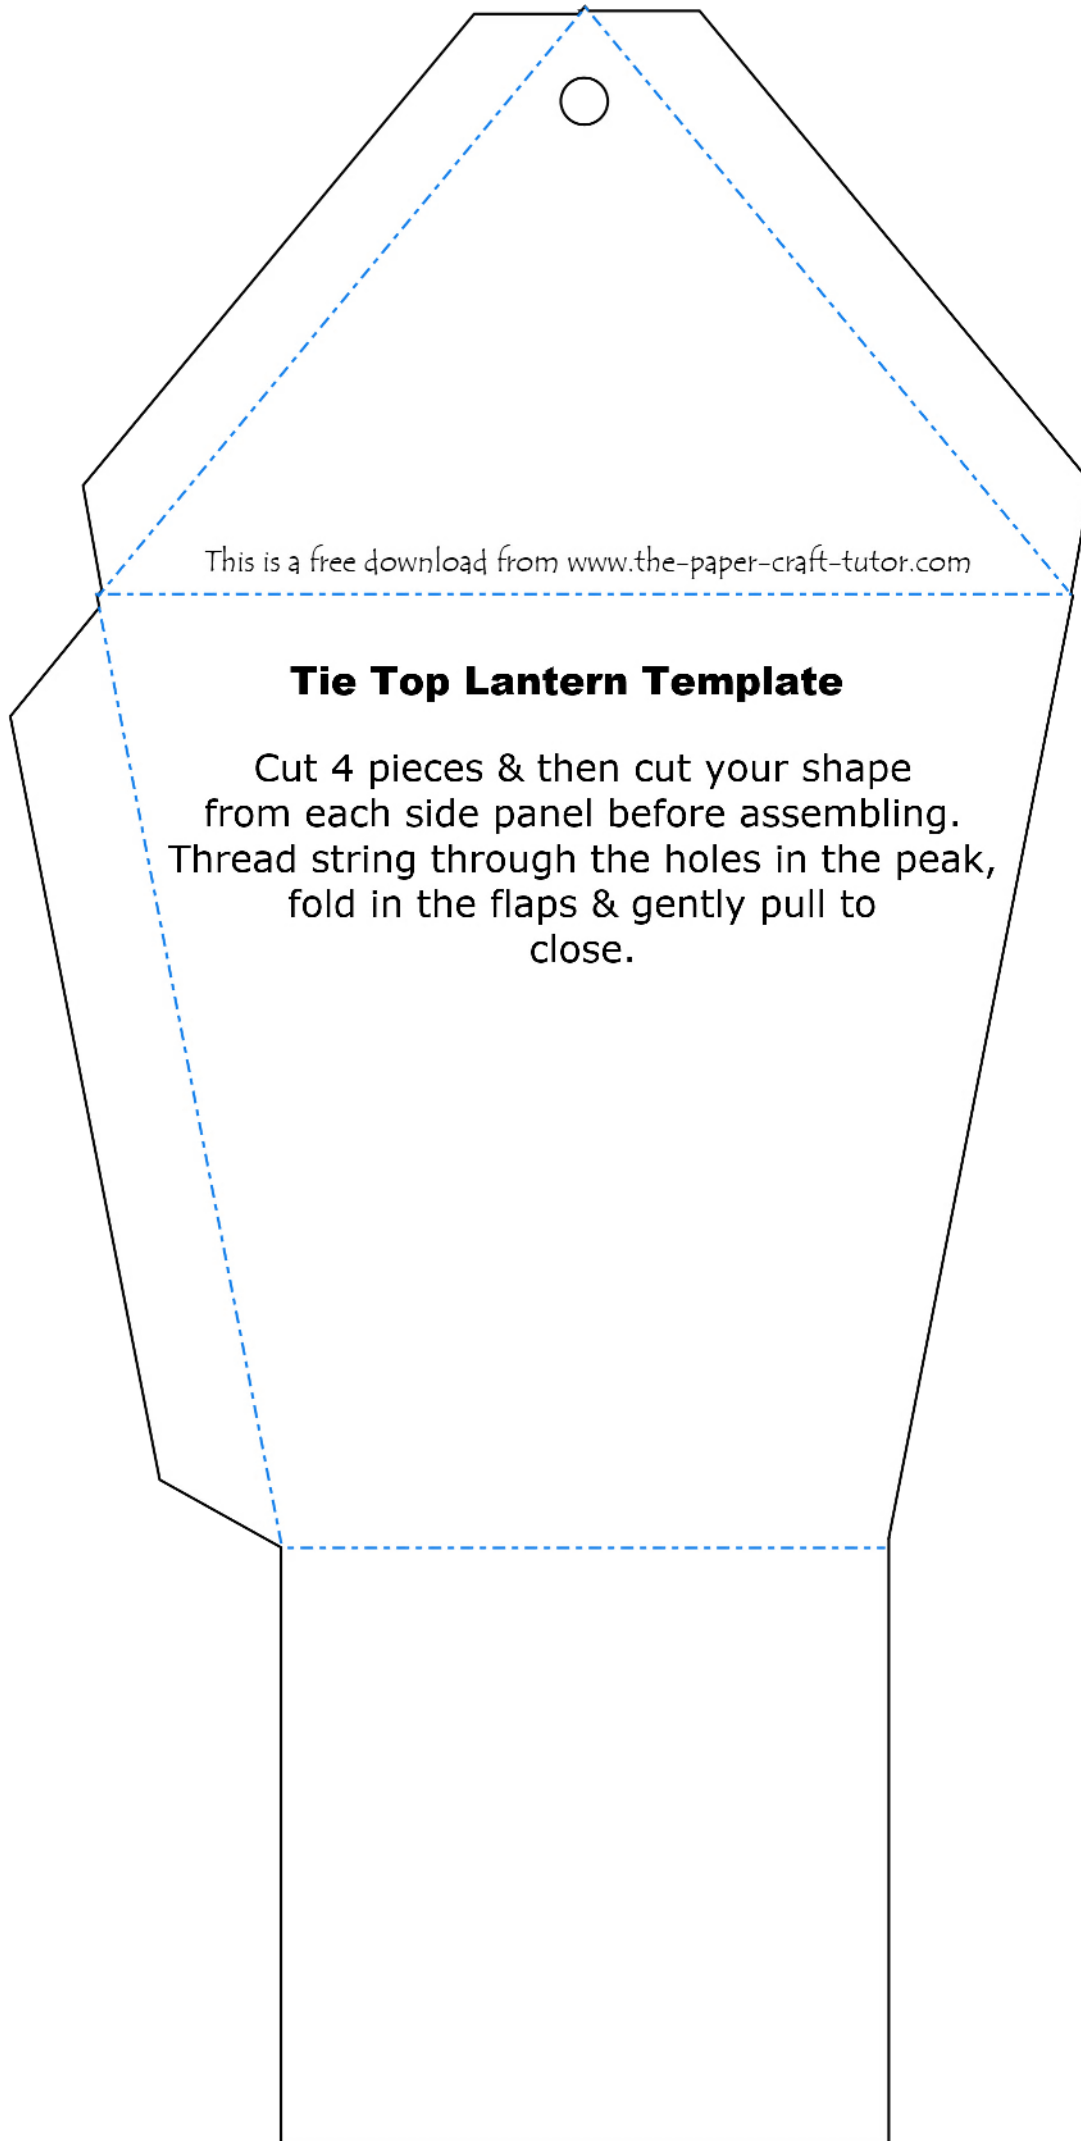 This is a free download from www.the-paper-craft-tutor.com
Tie Top Lantern Template
Cut 4 pieces & then cut your shape
from each side panel before assembling.
Thread string through the holes in the peak,
fold in the flaps & gently pull to
close.